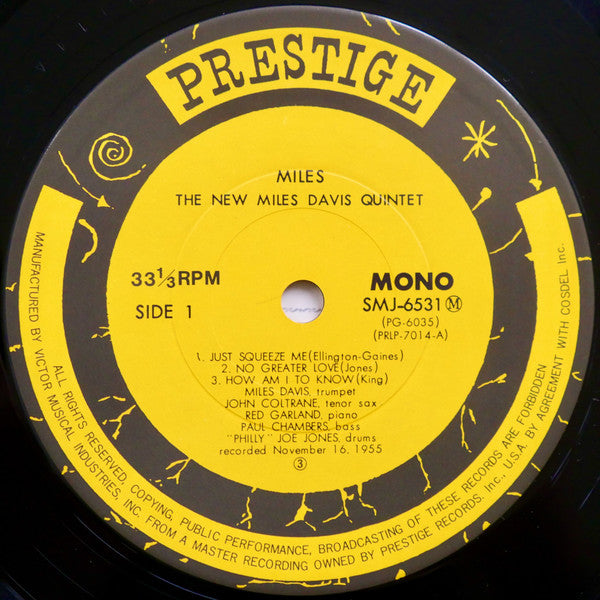 PRESTIGE
MILES
THE NEW MILES DAVIS QUINTET
33⅓RPM
SIDE 1
MONO
SMJ-6531 Ⓜ
(PG-6035)
(PRLP-7014-A)
1. JUST SQUEEZE ME(Ellington-Gaines)
2. NO GREATER LOVE(Jones)
3. HOW AM I TO KNOW(King)
MILES DAVIS, trumpet
JOHN COLTRANE, tenor sax
RED GARLAND, piano
PAUL CHAMBERS, bass
"PHILLY" JOE JONES, drums
recorded November 16, 1955
③
MANUFACTURED BY VICTOR MUSICAL INDUSTRIES, INC. FROM A MASTER RECORDING OWNED BY PRESTIGE RECORDS, Inc., U.S.A. BY AGREEMENT WITH COSDEL Inc.
ALL RIGHTS RESERVED, COPYING, PUBLIC PERFORMANCE, BROADCASTING OF THESE RECORDS ARE FORBIDDEN